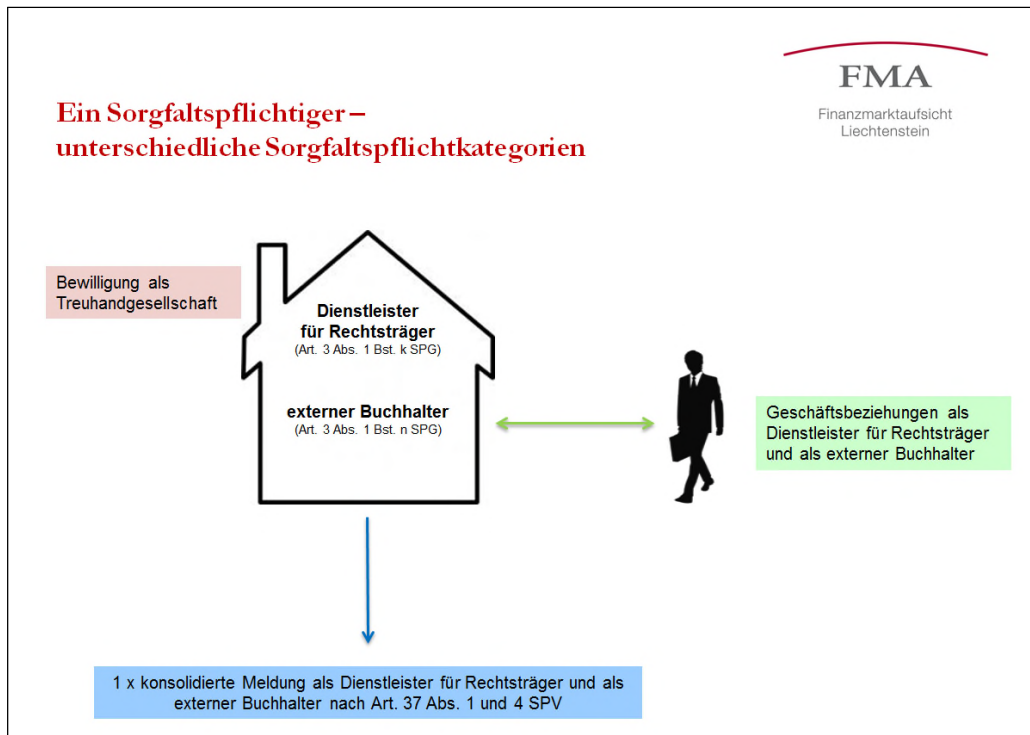 FMA
Finanzmarktaufsicht
Liechtenstein
Ein Sorgfaltspflichtiger –
unterschiedliche Sorgfaltspflichtkategorien
Bewilligung als
Treuhandgesellschaft
Dienstleister
für Rechtsträger
(Art. 3 Abs. 1 Bst. k SPG)
externer Buchhalter
(Art. 3 Abs. 1 Bst. n SPG)
Geschäftsbeziehungen als
Dienstleister für Rechtsträger
und als externer Buchhalter
1 x konsolidierte Meldung als Dienstleister für Rechtsträger und als
externer Buchhalter nach Art. 37 Abs. 1 und 4 SPV